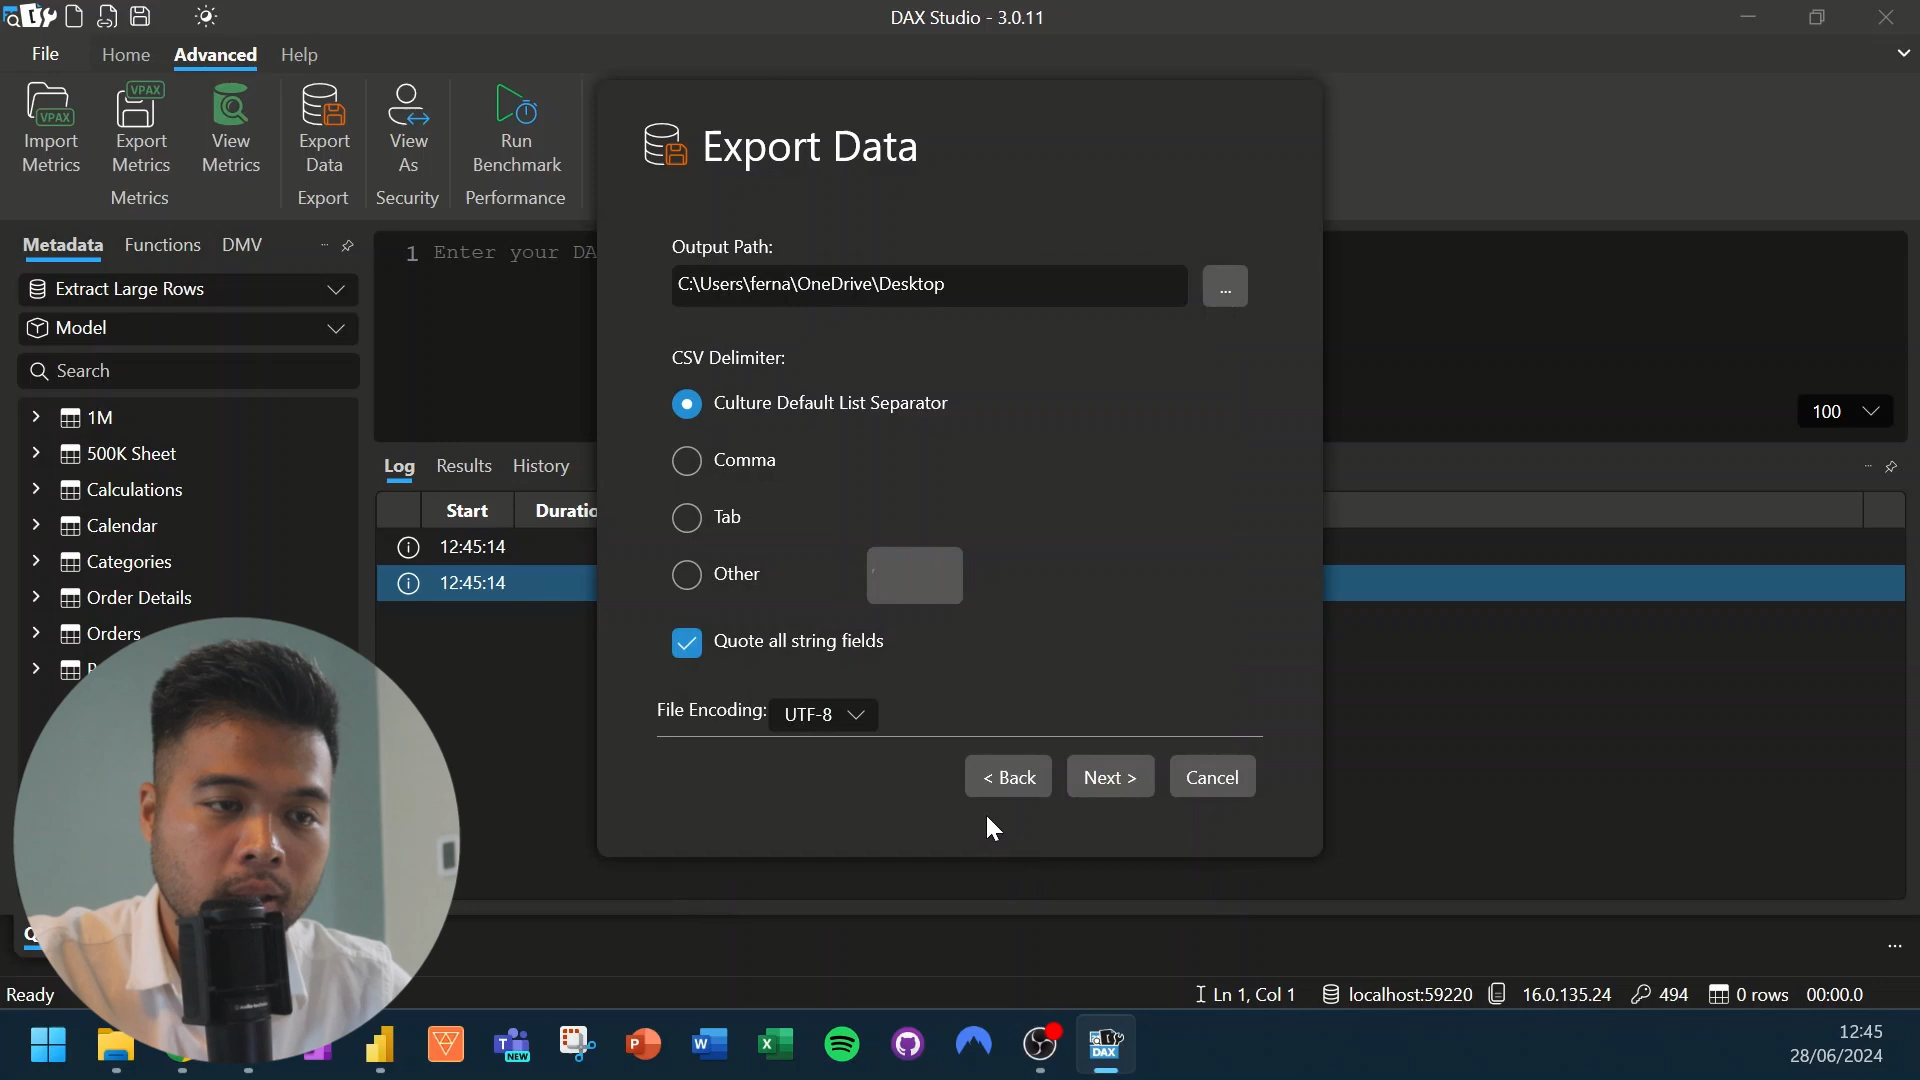 DAX Studio - 3.0.11
File
Home
Advanced
Help
VPAX
Import
Metrics
VPAX
Export
Metrics
View
Metrics
Metrics
Export
Data
Export
View
As
Security
Run
Benchmark
Performance
Metadata
Functions
DMV
Extract Large Rows
Model
Search
1M
500K Sheet
Calculations
Calendar
Categories
Order Details
Orders
1 Enter your DA
100
Log
Results
History
Start
Duratio
12:45:14
12:45:14
Export Data
Output Path:
C:\Users\ferna\OneDrive\Desktop
...
CSV Delimiter:
Culture Default List Separator
Comma
Tab
Other
Quote all string fields
File Encoding:
UTF-8
< Back
Next >
Cancel
Ready
Ln 1, Col 1
localhost:59220
16.0.135.24
494
0 rows
00:00.0
NEW
DAX
12:45
28/06/2024